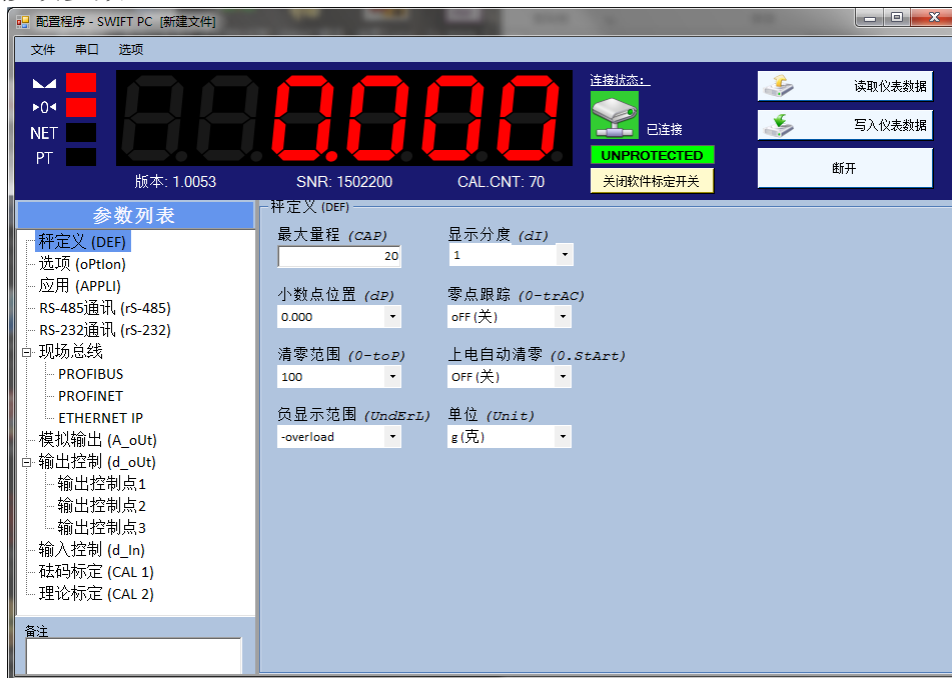 配置程序 - SWIFT PC [新建文件]
文件 串口 选项
0.000
▸0◂
NET
PT
连接状态:
已连接
UNPROTECTED
关闭软件标定开关
读取仪表数据
写入仪表数据
断开
版本: 1.0053
SNR: 1502200
CAL.CNT: 70
参数列表
秤定义 (DEF)
选项 (oPtIon)
应用 (APPLI)
RS-485通讯 (rS-485)
RS-232通讯 (rS-232)
现场总线
PROFIBUS
PROFINET
ETHERNET IP
模拟输出 (A_oUt)
输出控制 (d_oUt)
输出控制点1
输出控制点2
输出控制点3
输入控制 (d_In)
砝码标定 (CAL 1)
理论标定 (CAL 2)
备注
秤定义 (DEF)
最大量程 (CAP) 显示分度 (dI)
20 1
小数点位置 (dP) 零点跟踪 (0-trAC)
0.000 oFF(关)
清零范围 (0-toP) 上电自动清零 (0.StArt)
100 OFF(关)
负显示范围 (UndErL) 单位 (Unit)
-overload g(克)